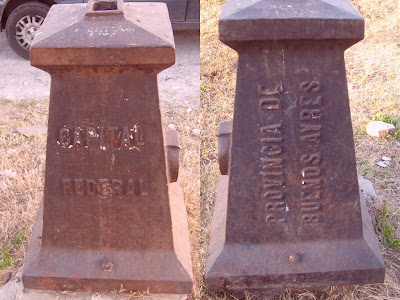 CAPITAL
FEDERAL
PROVINCIA DE
BUENOS AYRES